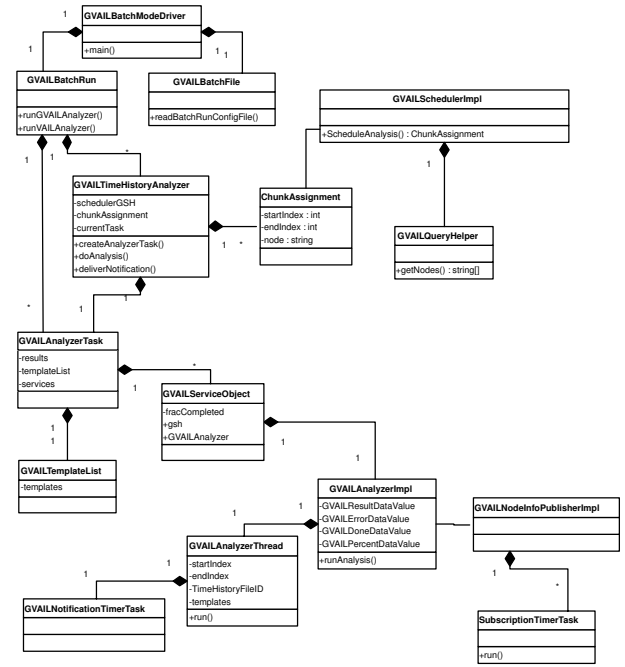 GVAILBatchModeDriver
+main()
1
1
1
1
GVAILBatchRun
+runGVAILAnalyzer()
+runVAILAnalyzer()
GVAILBatchFile
+readBatchRunConfigFile()
GVAILSchedulerImpl
+ScheduleAnalysis() : ChunkAssignment
1
1
*
1
GVAILTimeHistoryAnalyzer
-schedulerGSH
-chunkAssignment
-currentTask
+createAnalyzerTask()
+doAnalysis()
+deliverNotification()
1
*
ChunkAssignment
-startIndex : int
-endIndex : int
-node : string
GVAILQueryHelper
+getNodes() : string[]
1
1
*
GVAILAnalyzerTask
-results
-templateList
-services
1
*
1
1
GVAILServiceObject
-fracCompleted
+gsh
+GVAILAnalyzer
1
1
GVAILTemplateList
-templates
GVAILAnalyzerImpl
-GVAILResultDataValue
-GVAILErrorDataValue
-GVAILDoneDataValue
-GVAILPercentDataValue
+runAnalysis()
1
1
GVAILNodeInfoPublisherImpl
1
*
GVAILAnalyzerThread
-startIndex
-endIndex
-TimeHistoryFileID
-templates
+run()
1
1
GVAILNotificationTimerTask
SubscriptionTimerTask
+run()